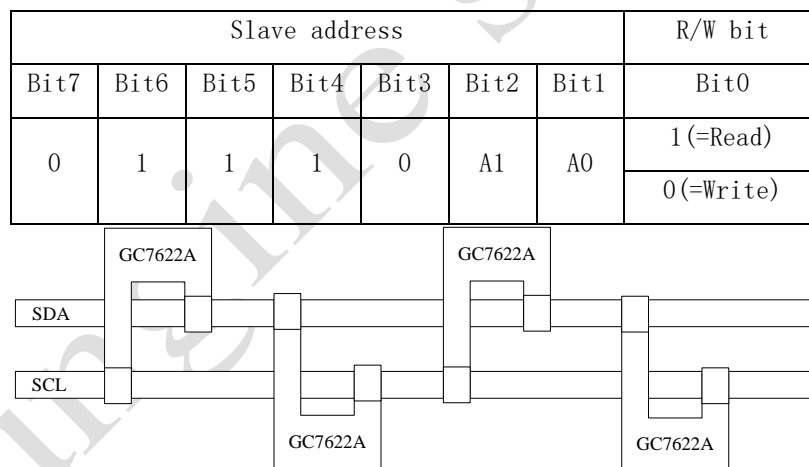 Slave address R/W bit
Bit7 Bit6 Bit5 Bit4 Bit3 Bit2 Bit1 Bit0
0 1 1 1 0 A1 A0 1(=Read)
0(=Write)
GC7622A GC7622A
SDA
SCL
GC7622A GC7622A